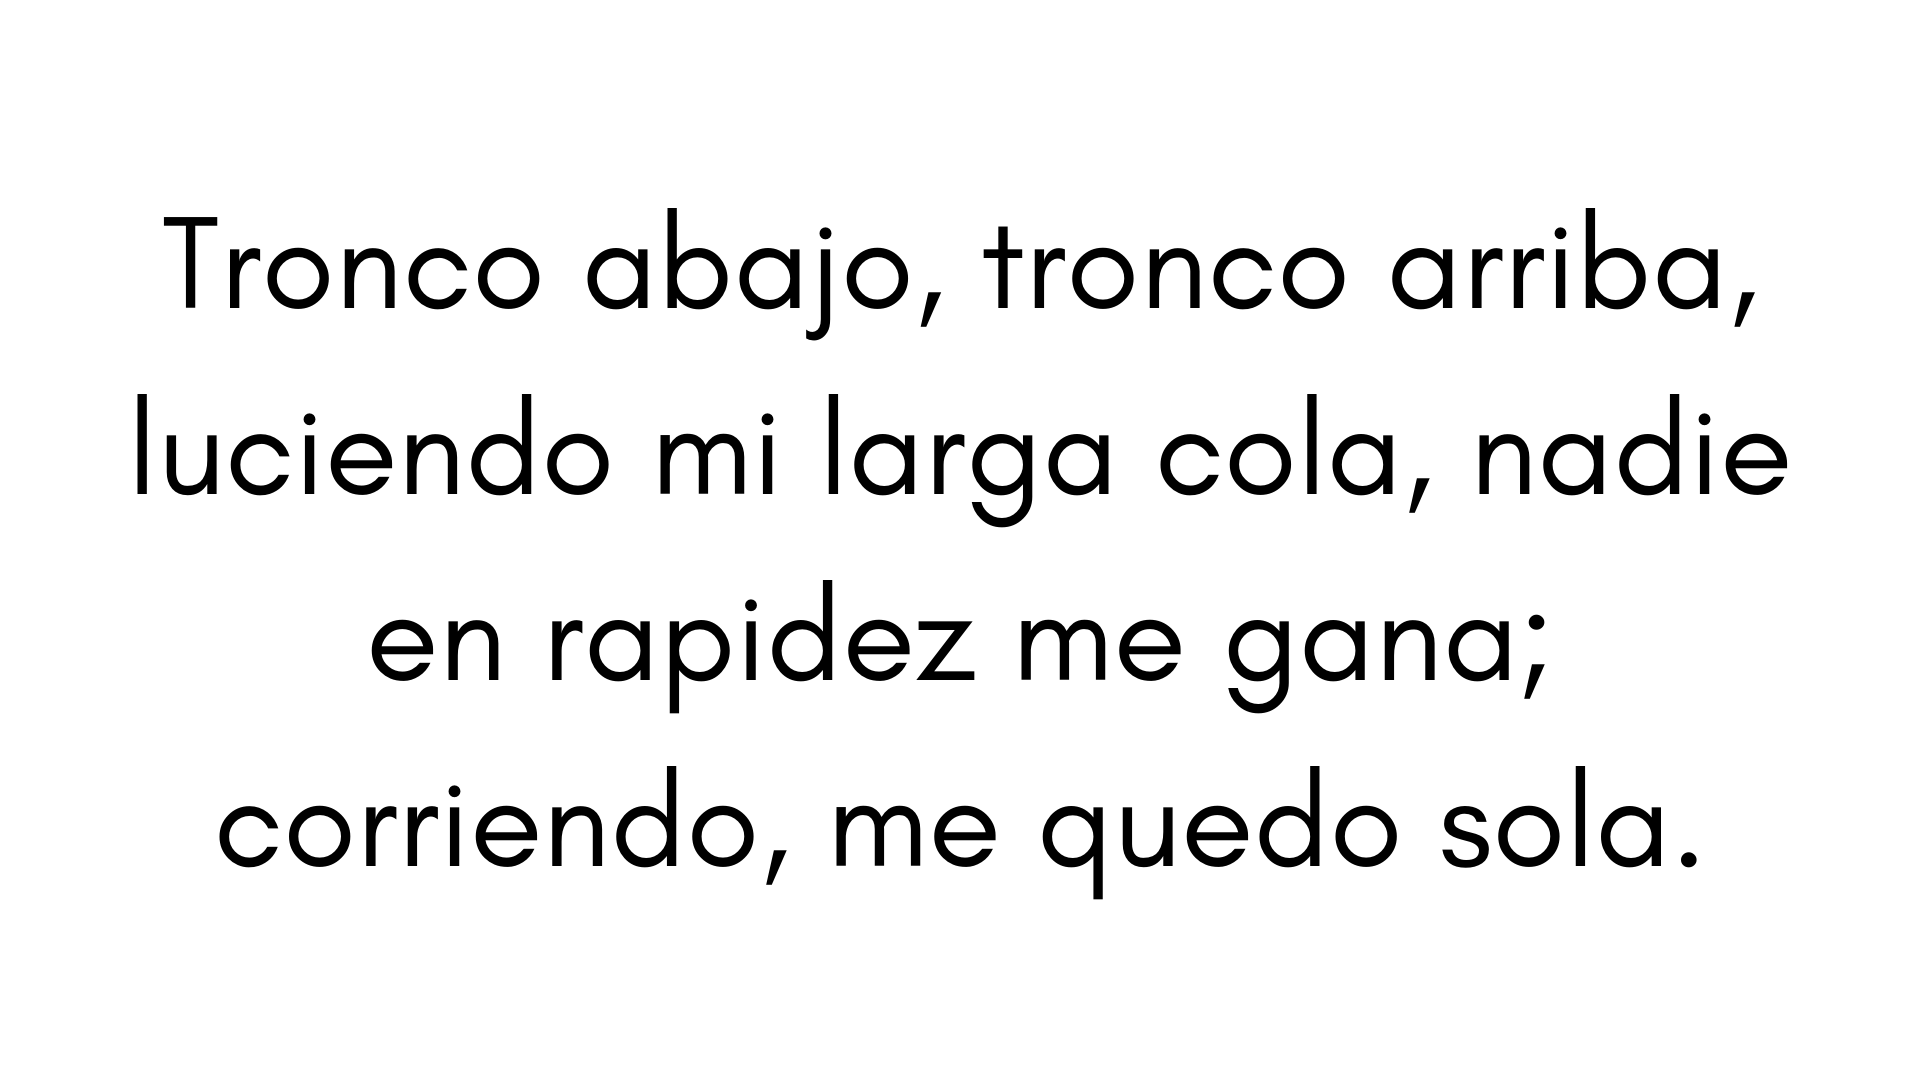 Tronco abajo, tronco arriba,
luciendo mi larga cola, nadie
en rapidez me gana;
corriendo, me quedo sola.